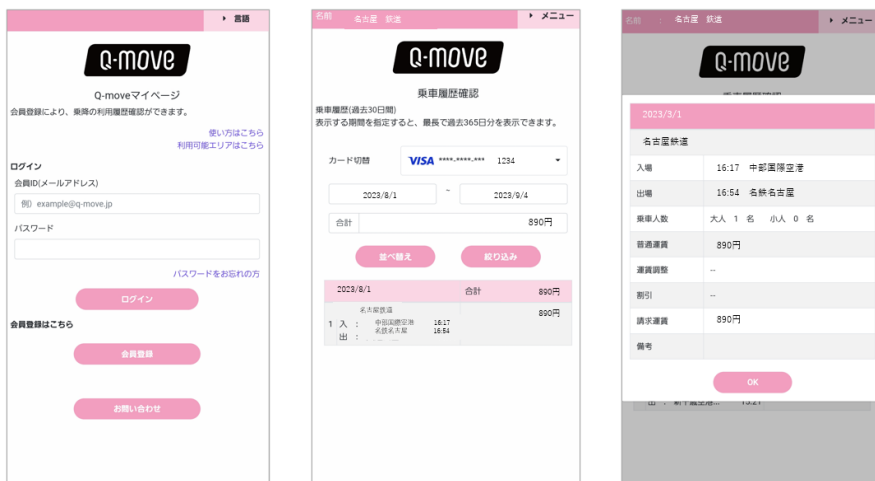 言語
Q-move
Q-moveマイページ
会員登録により、乗降の利用履歴確認ができます。
使い方はこちら
利用可能エリアはこちら
ログイン
会員ID(メールアドレス)
例）example@q-move.jp
パスワード
パスワードをお忘れの方
ログイン
会員登録はこちら
会員登録
お問い合わせ
名前 名古屋 鉄道 メニュー
Q-move
乗車履歴確認
乗車履歴(過去30日間)
表示する期間を指定すると、最長で過去365日分を表示できます。
カード切替 VISA ****-****-*** 1234
2023/8/1 ~ 2023/9/4
合計 890円
並べ替え 絞り込み
2023/8/1 合計 890円
名古屋鉄道 890円
1 入 : 中部国際空港 16:17
出 : 名鉄名古屋 16:54
名前 : 名古屋 鉄道 メニュー
Q-move
2023/3/1
名古屋鉄道
入場 16:17 中部国際空港
出場 16:54 名鉄名古屋
乗車人数 大人 1 名 小人 0 名
普通運賃 890円
運賃調整 --
割引 --
請求運賃 890円
備考
OK